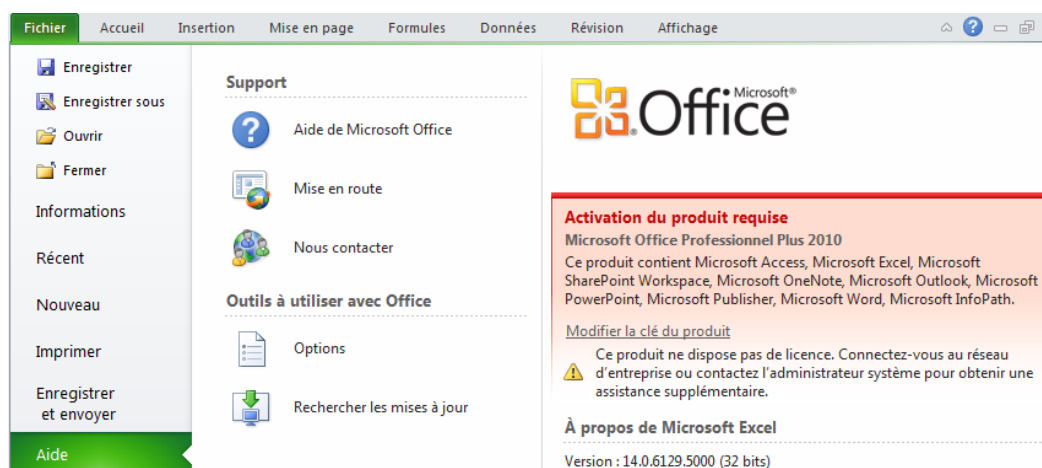 Fichier Accueil Insertion Mise en page Formules Données Révision Affichage
Enregistrer
Enregistrer sous
Ouvrir
Fermer
Informations
Récent
Nouveau
Imprimer
Enregistrer
et envoyer
Aide
Support
Aide de Microsoft Office
Mise en route
Nous contacter
Outils à utiliser avec Office
Options
Rechercher les mises à jour
Microsoft®
Office
Activation du produit requise
Microsoft Office Professionnel Plus 2010
Ce produit contient Microsoft Access, Microsoft Excel, Microsoft
SharePoint Workspace, Microsoft OneNote, Microsoft Outlook, Microsoft
PowerPoint, Microsoft Publisher, Microsoft Word, Microsoft InfoPath.
Modifier la clé du produit
Ce produit ne dispose pas de licence. Connectez-vous au réseau
d'entreprise ou contactez l'administrateur système pour obtenir une
assistance supplémentaire.
À propos de Microsoft Excel
Version : 14.0.6129.5000 (32 bits)